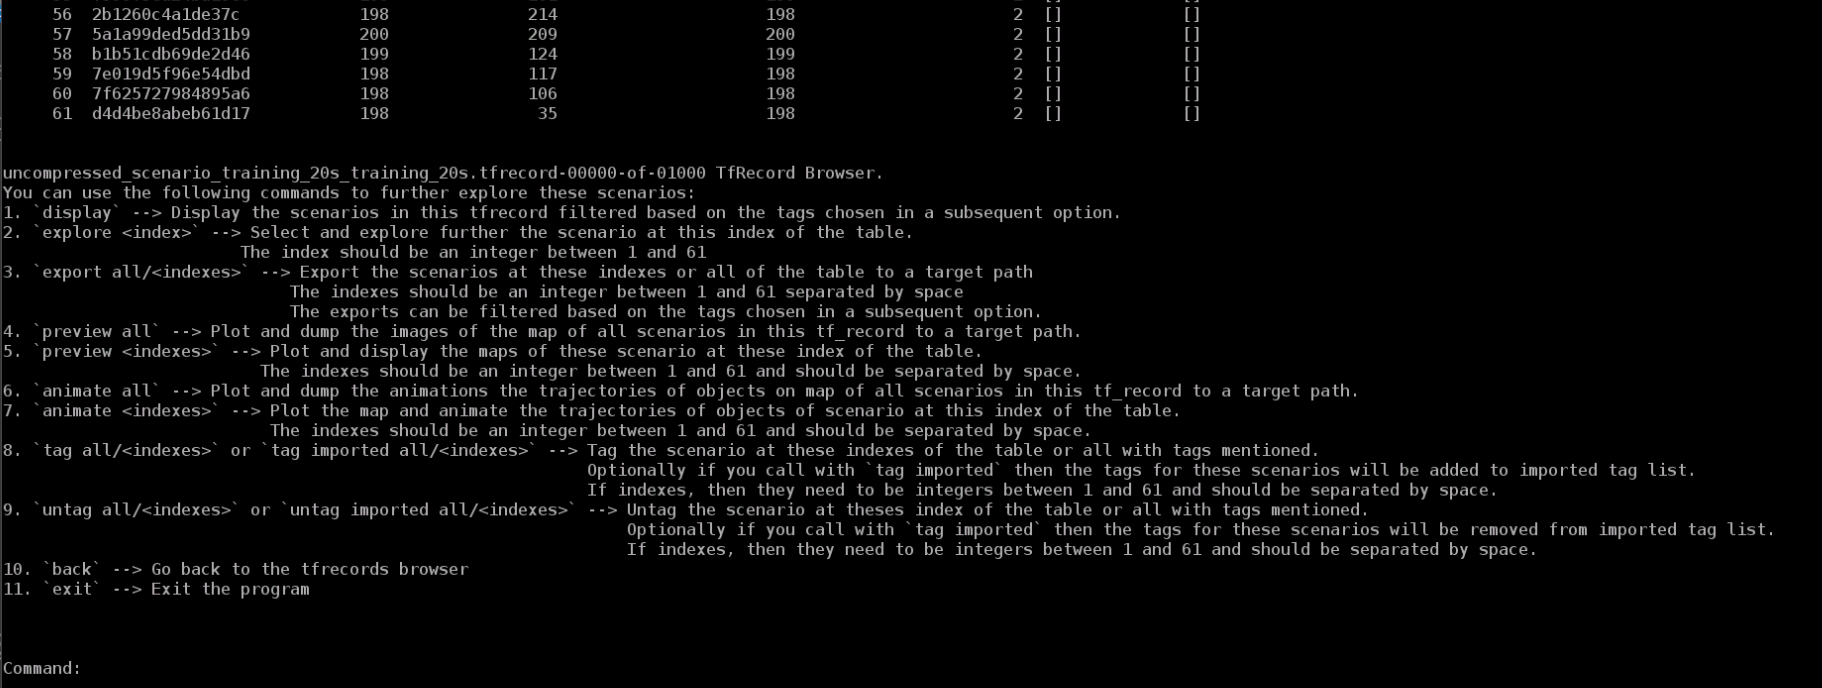 56 2b1260c4a1de37c 198 214 198 2 [] []
57 5a1a99ded5dd31b9 200 209 200 2 [] []
58 b1b51cdb69de2d46 199 124 199 2 [] []
59 7e019d5f96e54dbd 198 117 198 2 [] []
60 7f625727984895a6 198 106 198 2 [] []
61 d4d4be8abeb61d17 198 35 198 2 [] []
uncompressed_scenario_training_20s_training_20s.tfrecord-00000-of-01000 TfRecord Browser.
You can use the following commands to further explore these scenarios:
1. `display` --> Display the scenarios in this tfrecord filtered based on the tags chosen in a subsequent option.
2. `explore <index>` --> Select and explore further the scenario at this index of the table.
The index should be an integer between 1 and 61
3. `export all/<indexes>` --> Export the scenarios at these indexes or all of the table to a target path
The indexes should be an integer between 1 and 61 separated by space
The exports can be filtered based on the tags chosen in a subsequent option.
4. `preview all` --> Plot and dump the images of the map of all scenarios in this tf_record to a target path.
5. `preview <indexes>` --> Plot and display the maps of these scenario at these index of the table.
The indexes should be an integer between 1 and 61 and should be separated by space.
6. `animate all` --> Plot and dump the animations the trajectories of objects on map of all scenarios in this tf_record to a target path.
7. `animate <indexes>` --> Plot the map and animate the trajectories of objects of scenario at this index of the table.
The indexes should be an integer between 1 and 61 and should be separated by space.
8. `tag all/<indexes>` or `tag imported all/<indexes>` --> Tag the scenario at these indexes of the table or all with tags mentioned.
Optionally if you call with `tag imported` then the tags for these scenarios will be added to imported tag list.
If indexes, then they need to be integers between 1 and 61 and should be separated by space.
9. `untag all/<indexes>` or `untag imported all/<indexes>` --> Untag the scenario at theses index of the table or all with tags mentioned.
Optionally if you call with `tag imported` then the tags for these scenarios will be removed from imported tag list.
If indexes, then they need to be integers between 1 and 61 and should be separated by space.
10. `back` --> Go back to the tfrecords browser
11. `exit` --> Exit the program
Command: